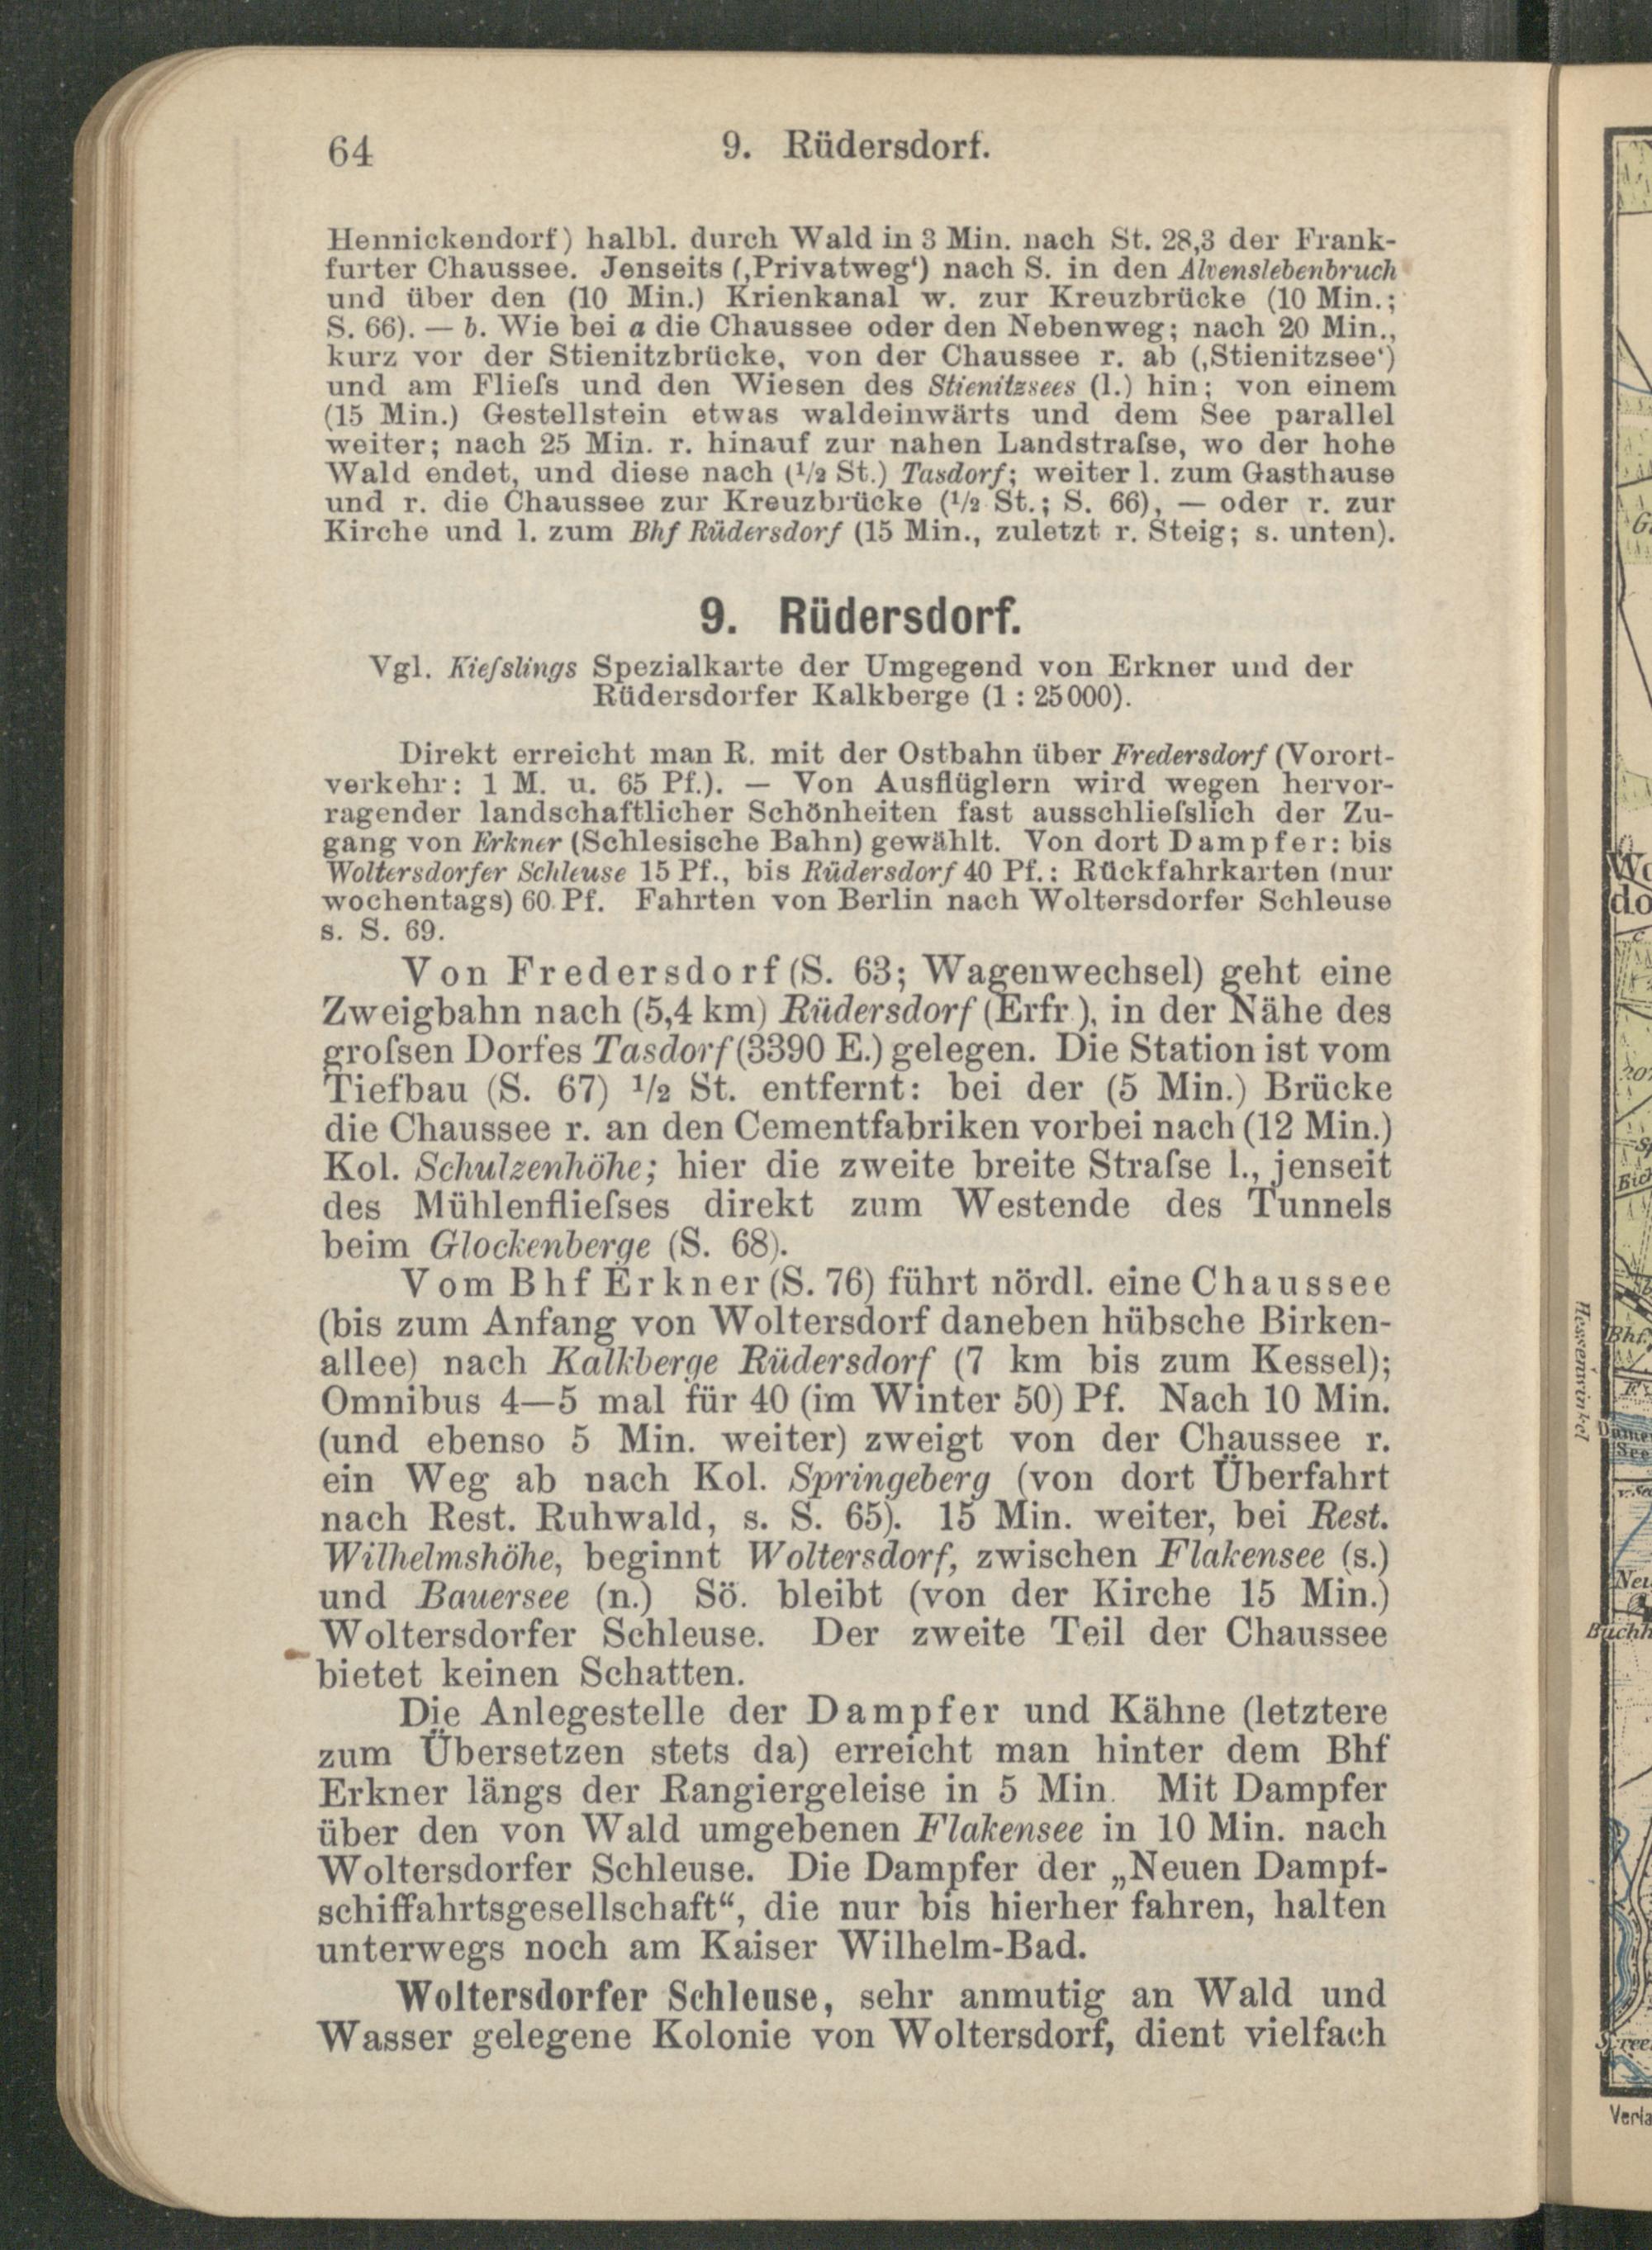 64
9. Rüdersdorf.
Hennickendorf) halbl. durch Wald in 3 Min. nach St. 28,3 der Frank-
furter Chaussee. Jenseits (‚Privatweg‘) nach S. in den Alvenslebenbruch
und über den (10 Min.) Krienkanal w. zur Kreuzbrücke (10 Min.;
S. 66). — b. Wie bei a die Chaussee oder den Nebenweg; nach 20 Min.,
kurz vor der Stienitzbrücke, von der Chaussee r. ab (‚Stienitzsee‘)
und am Flieſs und den Wiesen des Stienitzsees (l.) hin; von einem
(15 Min.) Gestellstein etwas waldeinwärts und dem See parallel
weiter; nach 25 Min. r. hinauf zur nahen Landstraſse, wo der hohe
Wald endet, und diese nach (1/2 St.) Tasdorf; weiter l. zum Gasthause
und r. die Chaussee zur Kreuzbrücke (1/2 St.; S. 66), — oder r. zur
Kirche und l. zum Bhf Rüdersdorf (15 Min., zuletzt r. Steig; s. unten).
9. Rüdersdorf.
Vgl. Kieſslings Spezialkarte der Umgegend von Erkner und der
Rüdersdorfer Kalkberge (1 : 25 000).
Direkt erreicht man R. mit der Ostbahn über Fredersdorf (Vorort-
verkehr: 1 M. u. 65 Pf.). — Von Ausflüglern wird wegen hervor-
ragender landschaftlicher Schönheiten fast ausschlieſslich der Zu-
gang von Erkner (Schlesische Bahn) gewählt. Von dort Dampfer: bis
Woltersdorfer Schleuse 15 Pf., bis Rüdersdorf 40 Pf.: Rückfahrkarten (nur
wochentags) 60 Pf. Fahrten von Berlin nach Woltersdorfer Schleuse
s. S. 69.
Von Fredersdorf (S. 63; Wagenwechsel) geht eine
Zweigbahn nach (5,4 km) Rüdersdorf (Erfr.), in der Nähe des
groſsen Dorfes Tasdorf (3390 E.) gelegen. Die Station ist vom
Tiefbau (S. 67) 1/2 St. entfernt: bei der (5 Min.) Brücke
die Chaussee r. an den Cementfabriken vorbei nach (12 Min.)
Kol. Schulzenhöhe; hier die zweite breite Straſse l., jenseit
des Mühlenflieſses direkt zum Westende des Tunnels
beim Glockenberge (S. 68).
Vom Bhf Erkner (S. 76) führt nördl. eine Chaussee
(bis zum Anfang von Woltersdorf daneben hübsche Birken-
allee) nach Kalkberge Rüdersdorf (7 km bis zum Kessel);
Omnibus 4—5 mal für 40 (im Winter 50) Pf. Nach 10 Min.
(und ebenso 5 Min. weiter) zweigt von der Chaussee r.
ein Weg ab nach Kol. Springeberg (von dort Überfahrt
nach Rest. Ruhwald, s. S. 65). 15 Min. weiter, bei Rest.
Wilhelmshöhe, beginnt Woltersdorf, zwischen Flakensee (s.)
und Bauersee (n.) Sö. bleibt (von der Kirche 15 Min.)
Woltersdorfer Schleuse. Der zweite Teil der Chaussee
bietet keinen Schatten.
Die Anlegestelle der Dampfer und Kähne (letztere
zum Übersetzen stets da) erreicht man hinter dem Bhf
Erkner längs der Rangiergeleise in 5 Min. Mit Dampfer
über den von Wald umgebenen Flakensee in 10 Min. nach
Woltersdorfer Schleuse. Die Dampfer der „Neuen Dampf-
schiffahrtsgesellschaft“, die nur bis hierher fahren, halten
unterwegs noch am Kaiser Wilhelm-Bad.
Woltersdorfer Schleuse, sehr anmutig an Wald und
Wasser gelegene Kolonie von Woltersdorf, dient vielfach
Hessenwinkel
Bhf.